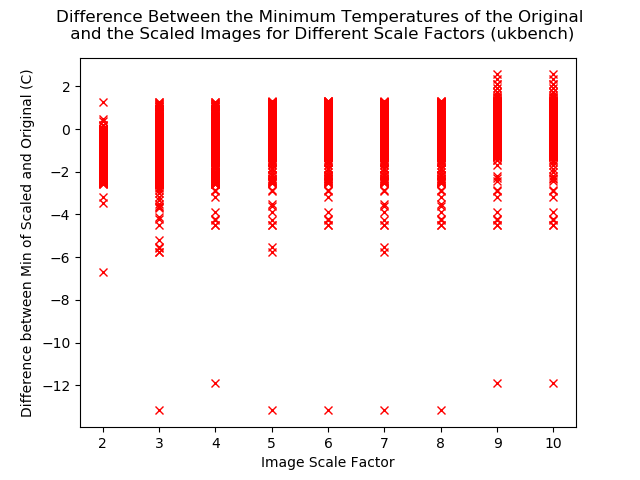 Difference Between the Minimum Temperatures of the Original
and the Scaled Images for Different Scale Factors (ukbench)
Difference between Min of Scaled and Original (C)
2
0
−2
−4
−6
−8
−10
−12
2 3 4 5 6 7 8 9 10
Image Scale Factor